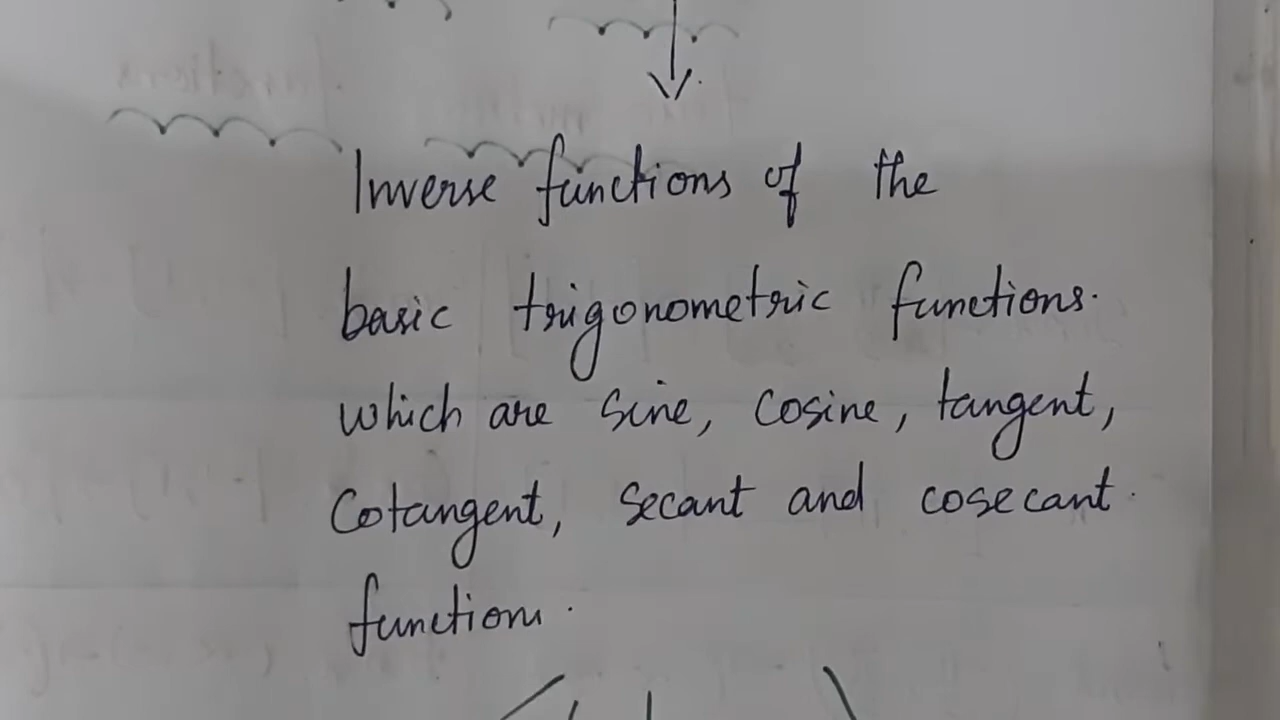 Inverse functions of the
basic trigonometric functions.
which are sine, cosine, tangent,
Cotangent, secant and cosecant.
functions.